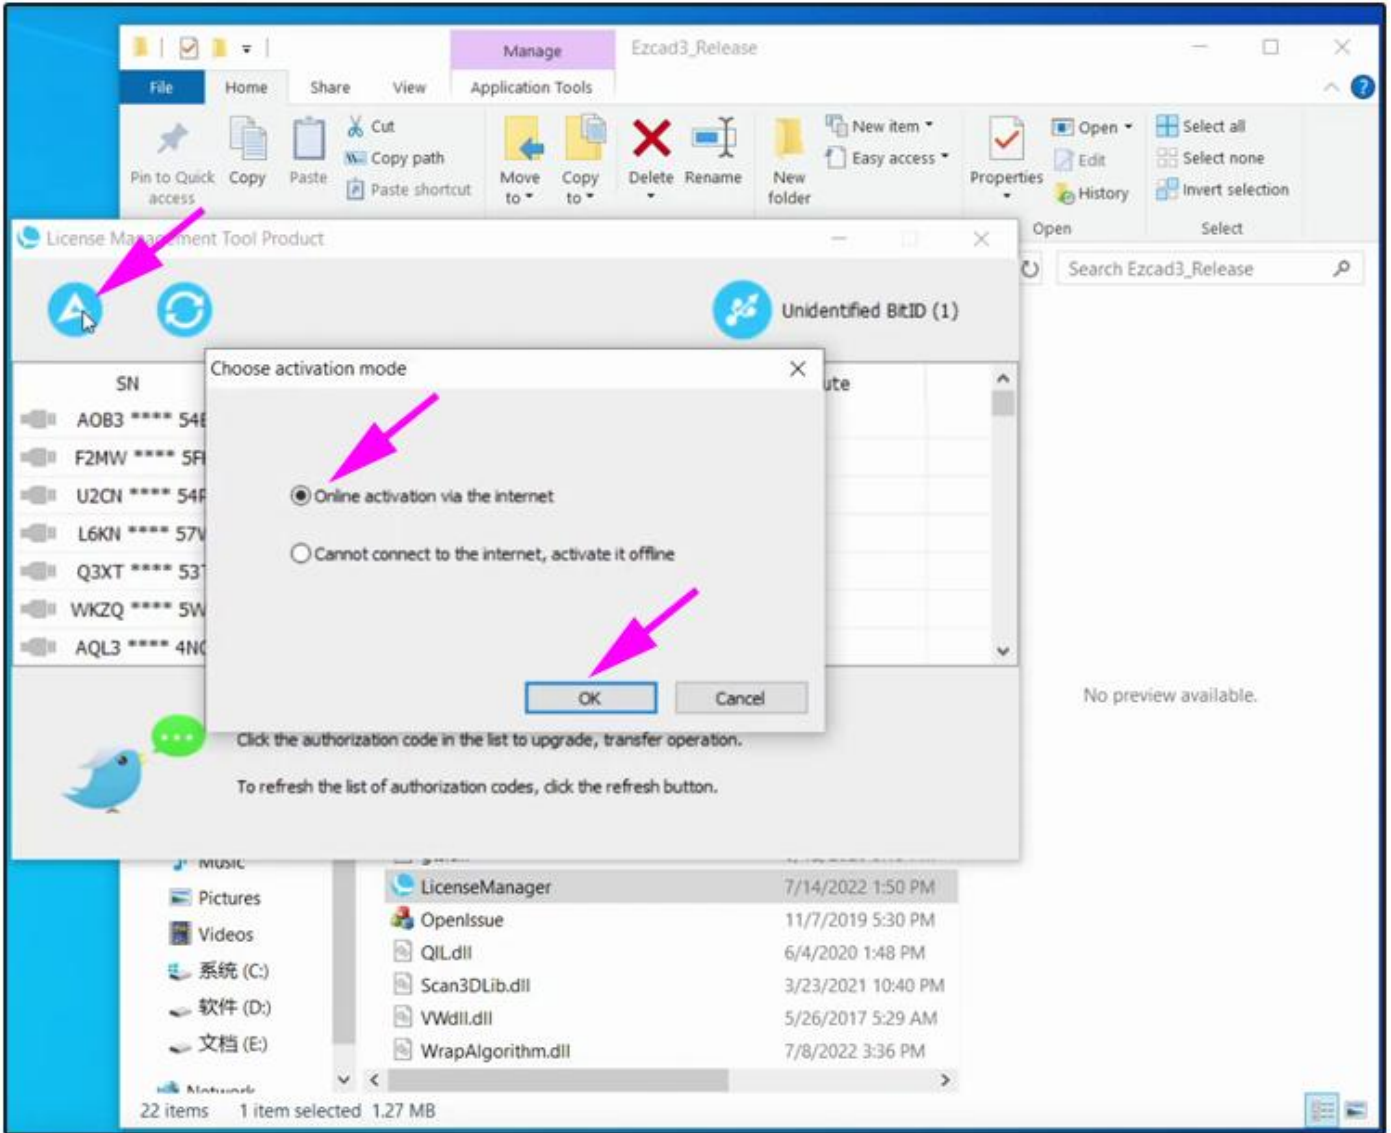 Manage
Ezcad3_Release
File
Home
Share
View
Application Tools
Pin to Quick access
Copy
Paste
Cut
Copy path
Paste shortcut
Move to
Copy to
Delete
Rename
New folder
New item
Easy access
Properties
Open
Edit
History
Select all
Select none
Invert selection
Open
Select
License Management Tool Product
Search Ezcad3_Release
Unidentified BitID (1)
SN
ute
Choose activation mode
AOB3 **** 54
F2MW **** 5F
U2CN **** 54
L6KN **** 57
Q3XT **** 53
WKZQ **** 5W
AQL3 **** 4N
Online activation via the internet
Cannot connect to the internet, activate it offline
OK
Cancel
No preview available.
Click the authorization code in the list to upgrade, transfer operation.
To refresh the list of authorization codes, click the refresh button.
Music
Pictures
Videos
系统 (C:)
软件 (D:)
文档 (E:)
Network
LicenseManager 7/14/2022 1:50 PM
OpenIssue 11/7/2019 5:30 PM
QIL.dll 6/4/2020 1:48 PM
Scan3DLib.dll 3/23/2021 10:40 PM
VWdll.dll 5/26/2017 5:29 AM
WrapAlgorithm.dll 7/8/2022 3:36 PM
22 items 1 item selected 1.27 MB